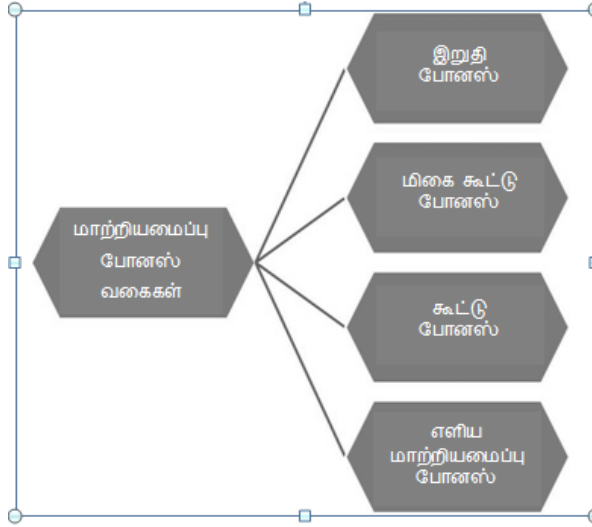 மாற்றியமைப்பு
போனஸ்
வகைகள்
இறுதி
போனஸ்
மிகை கூட்டு
போனஸ்
கூட்டு
போனஸ்
எளிய
மாற்றியமைப்பு
போனஸ்